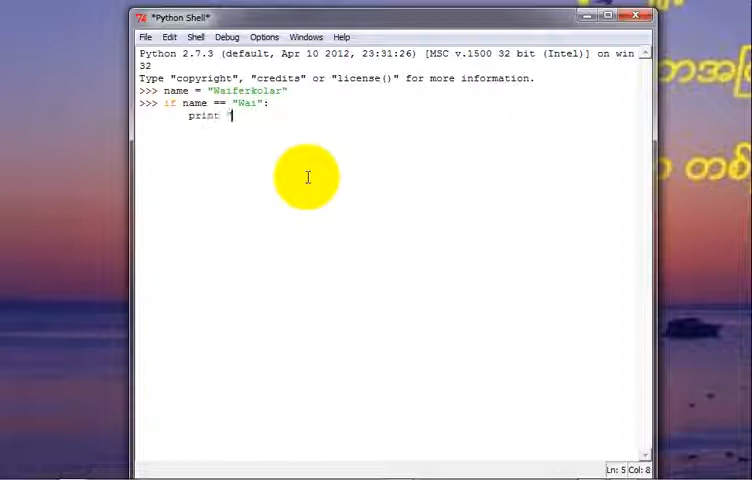 *Python Shell*
File Edit Shell Debug Options Windows Help
Python 2.7.3 (default, Apr 10 2012, 23:31:26) [MSC v.1500 32 bit (Intel)] on win
32
Type "copyright", "credits" or "license()" for more information.
>>> name = "Waiferkolar"
>>> if name == "Wai":
print "
Ln: 5 Col: 8